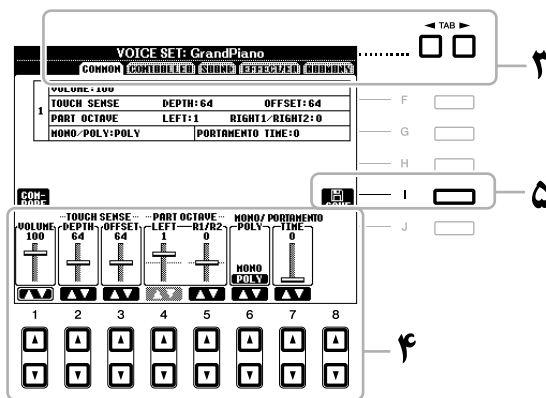 ◄ TAB ►
VOICE SET: GrandPiano
COMMON CONTROLLER SOUND EFFECT/EQ HARMONY
۳
VOLUME:100
1 TOUCH SENSE DEPTH:64 OFFSET:64
PART OCTAVE LEFT:1 RIGHT1/RIGHT2:0
MONO/POLY:POLY PORTAMENTO TIME:0
F
G
H
I
۵
J
COM-
TOUCH SENSE PART OCTAVE MONO/ PORTAMENTO
VOLUME DEPTH OFFSET LEFT R1/R2 POLY TIME
100 64 64 1 0 0
MONO
POLY
1 2 3 4 5 6 7 8
۴